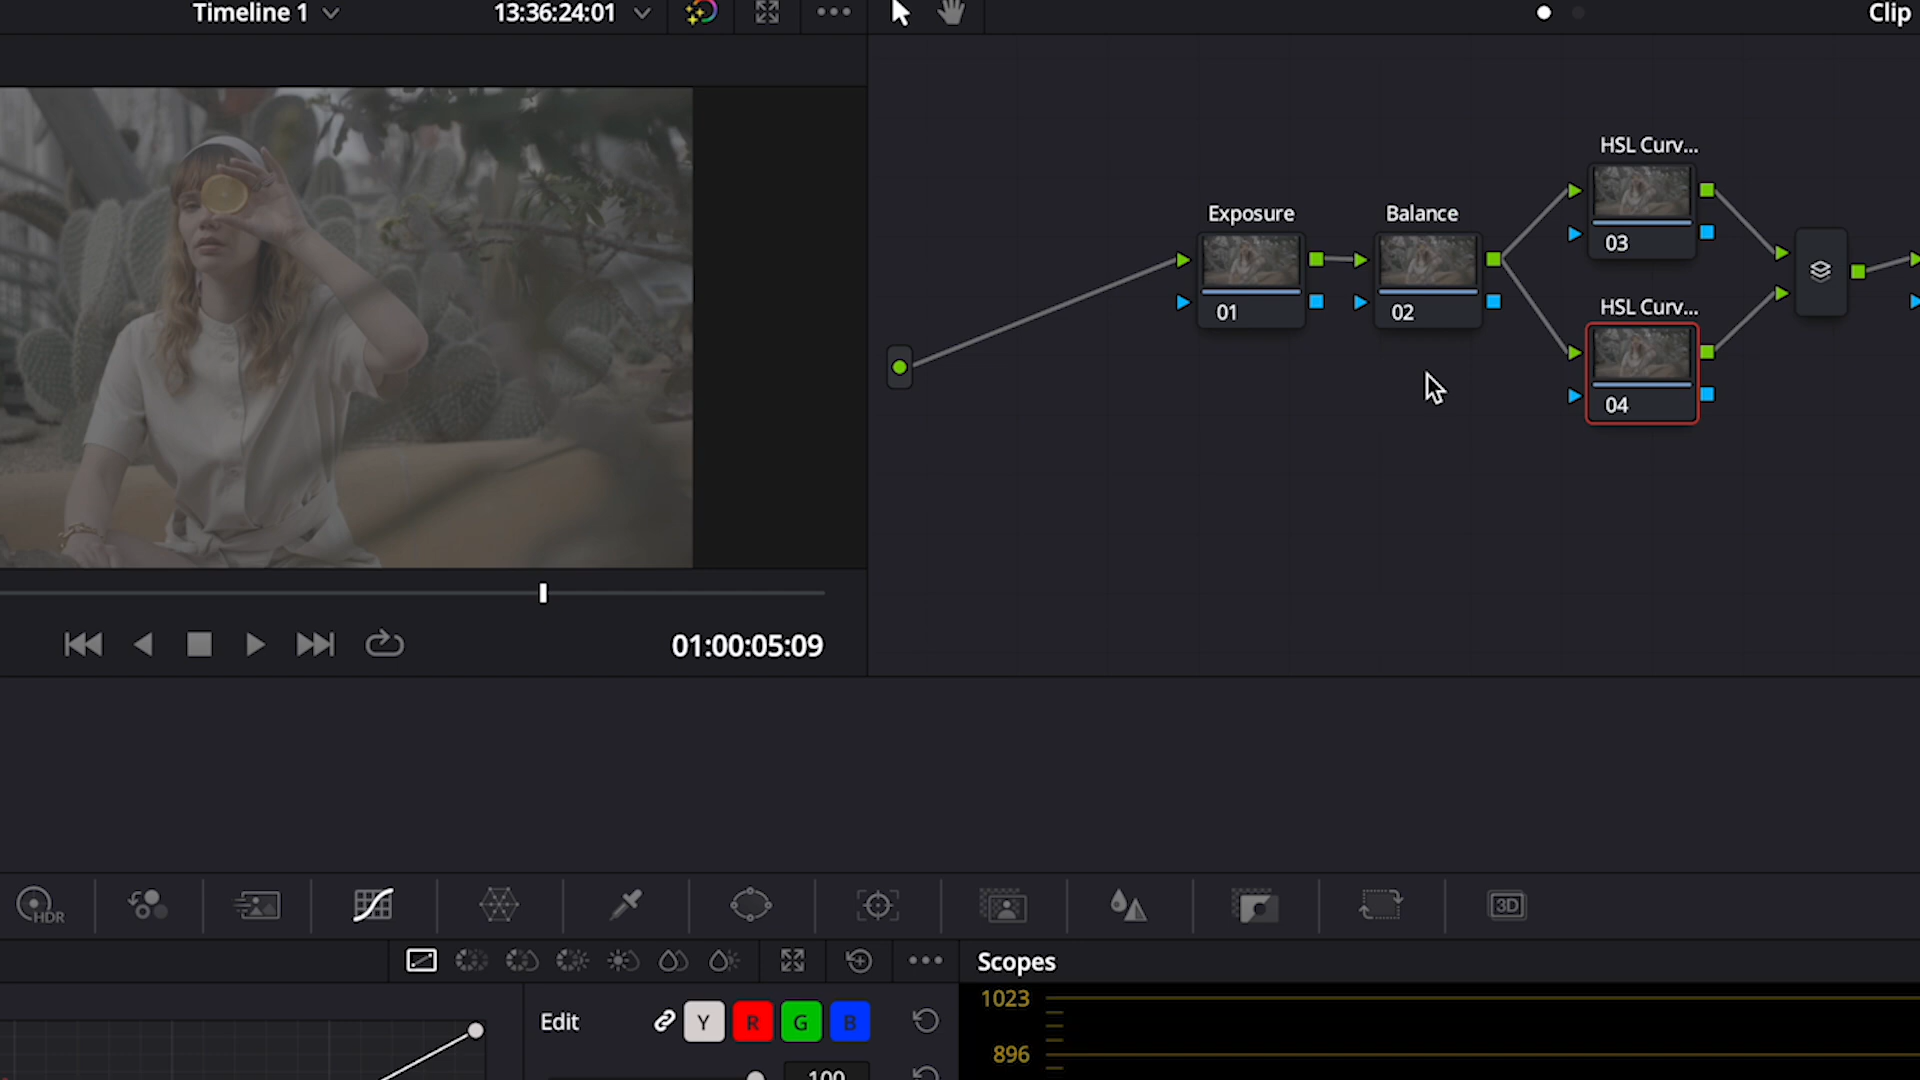 Timeline 1
13:36:24:01
Clip
HSL Curv...
03
Exposure
Balance
01
02
HSL Curv...
04
01:00:05:09
HDR
3D
Scopes
1023
Edit
Y
R
G
B
896
100